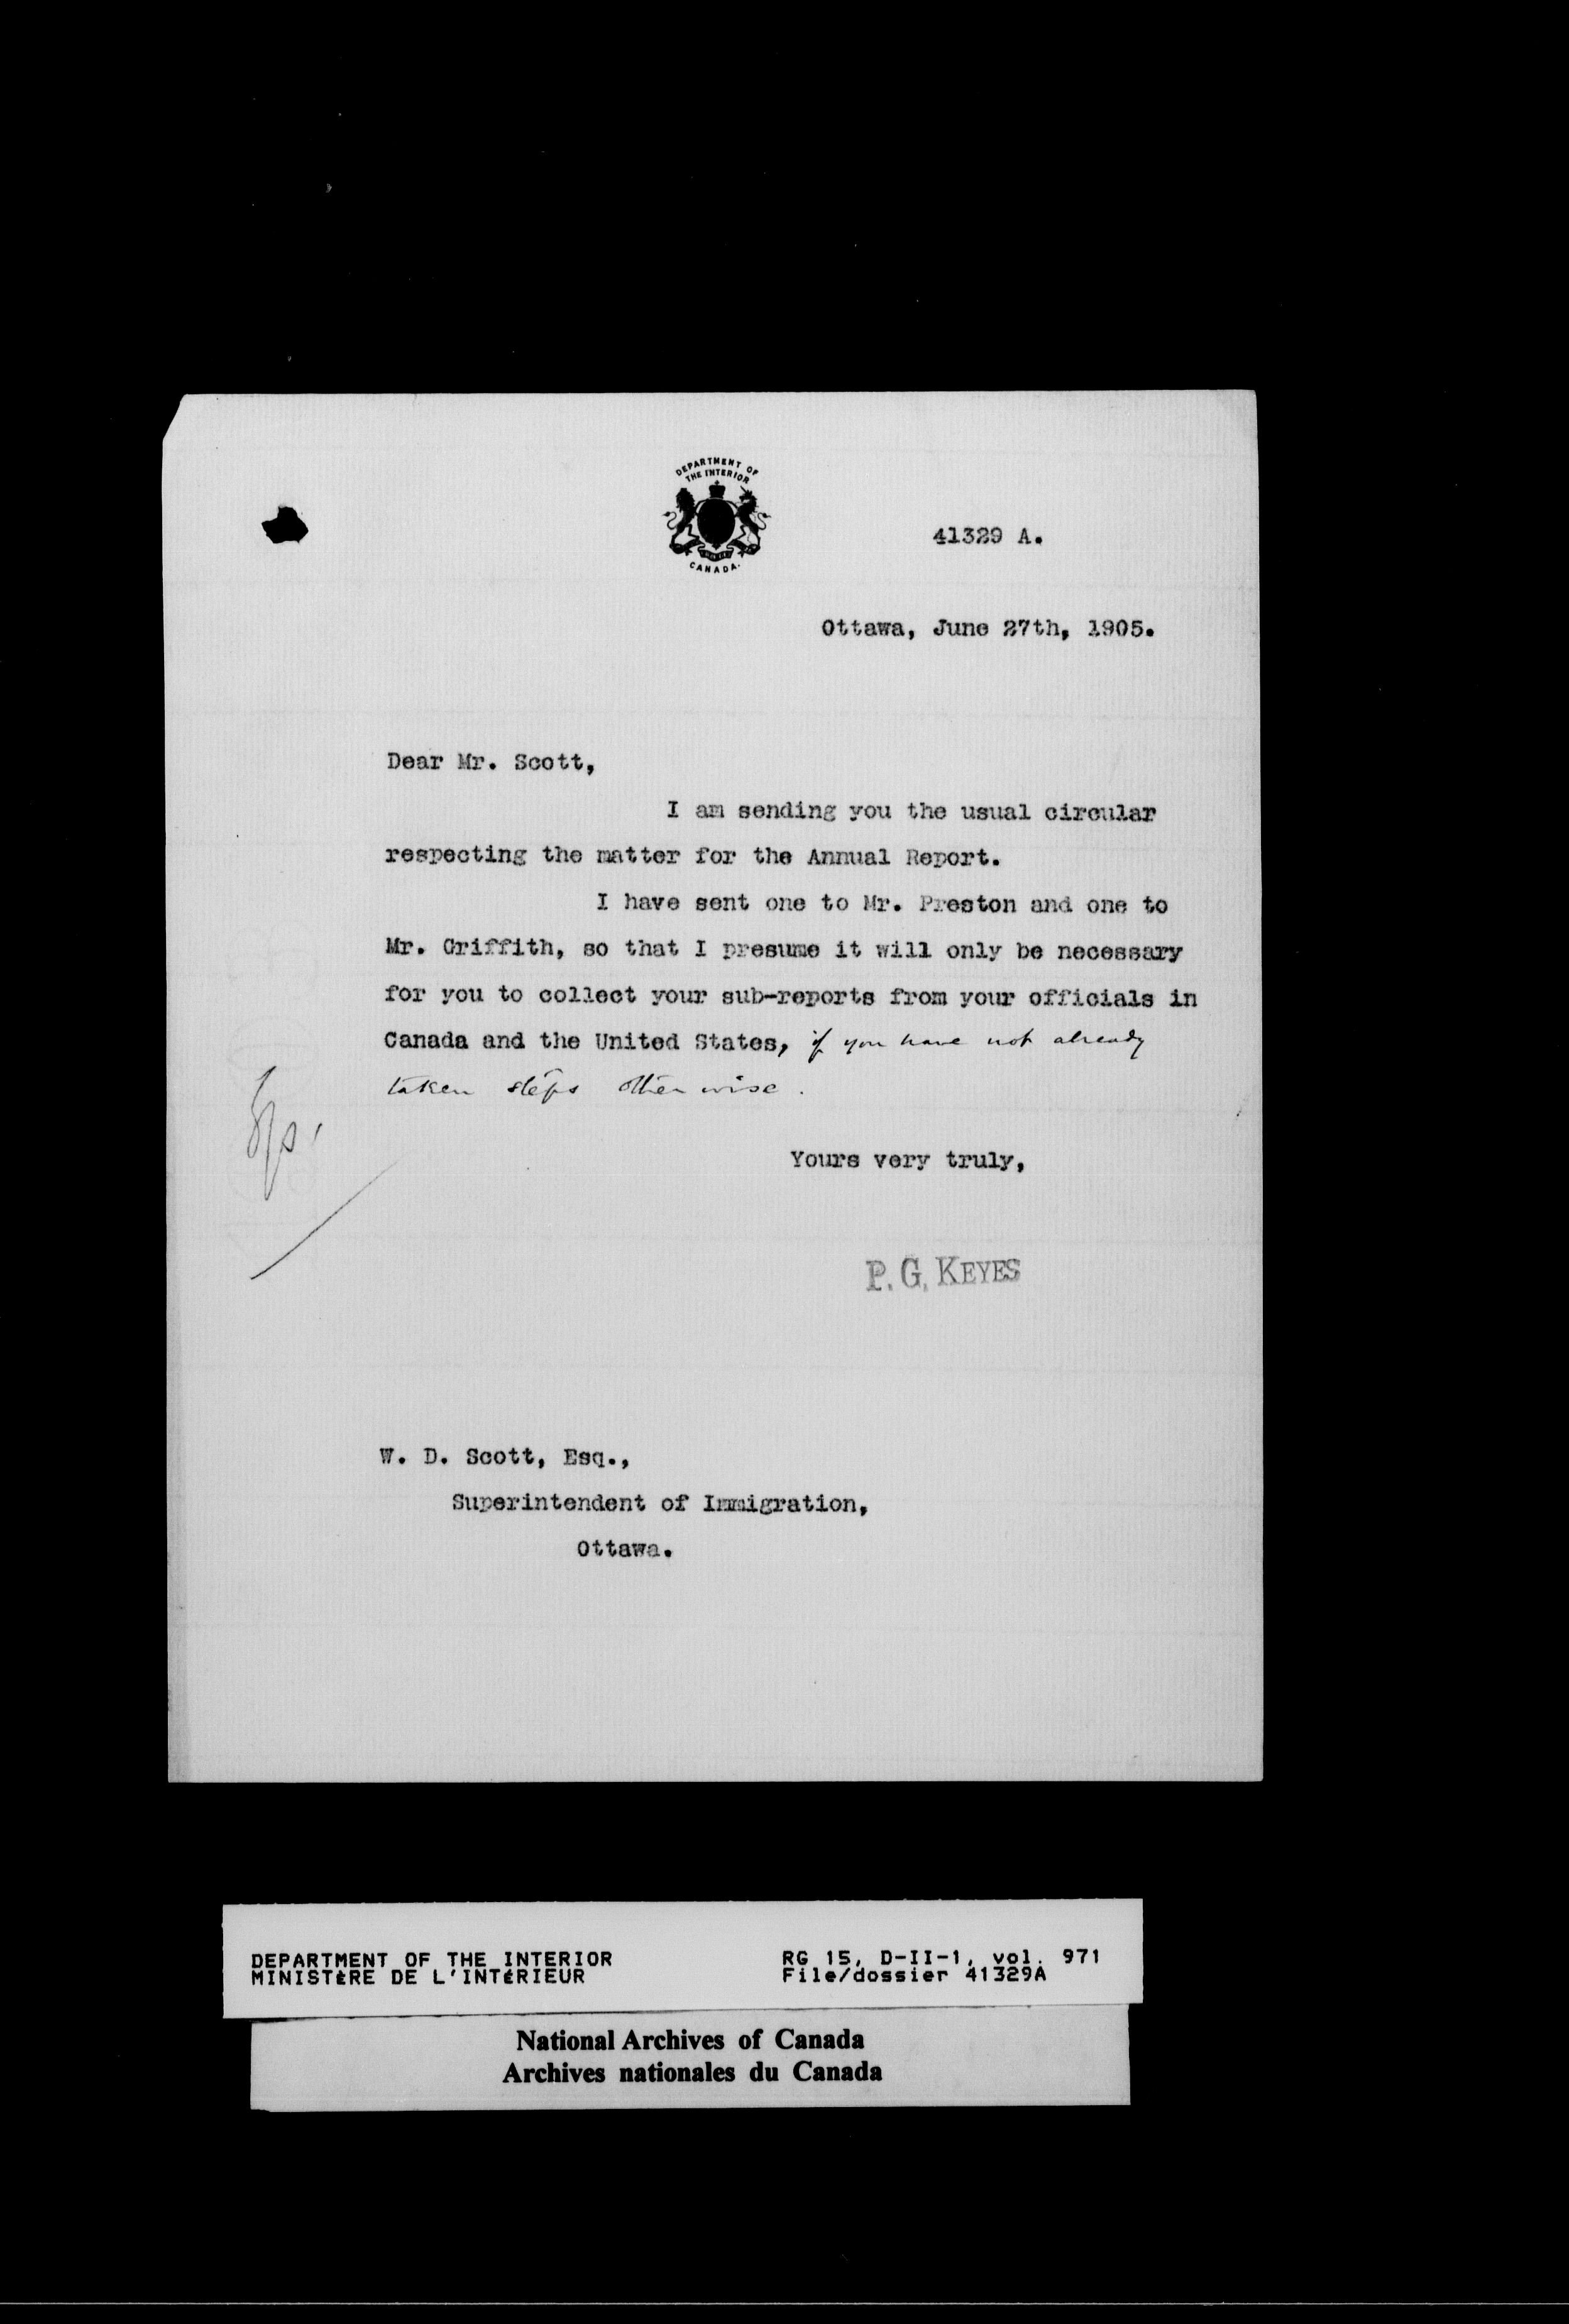 DEPARTMENT OF
THE INTERIOR
CANADA.
41329 A.
Ottawa, June 27th, 1905.
Dear Mr. Scott,
I am sending you the usual circular
respecting the matter for the Annual Report.
I have sent one to Mr. Preston and one to
Mr. Griffith, so that I presume it will only be necessary
for you to collect your sub-reports from your officials in
Canada and the United States, if you have not already
taken steps otherwise.
Yours very truly,
P. G. KEYES
W. D. Scott, Esq.,
Superintendent of Immigration,
Ottawa.
DEPARTMENT OF THE INTERIOR
MINISTÈRE DE L'INTÉRIEUR
RG 15, D-II-1, vol. 971
File/dossier 41329A
National Archives of Canada
Archives nationales du Canada